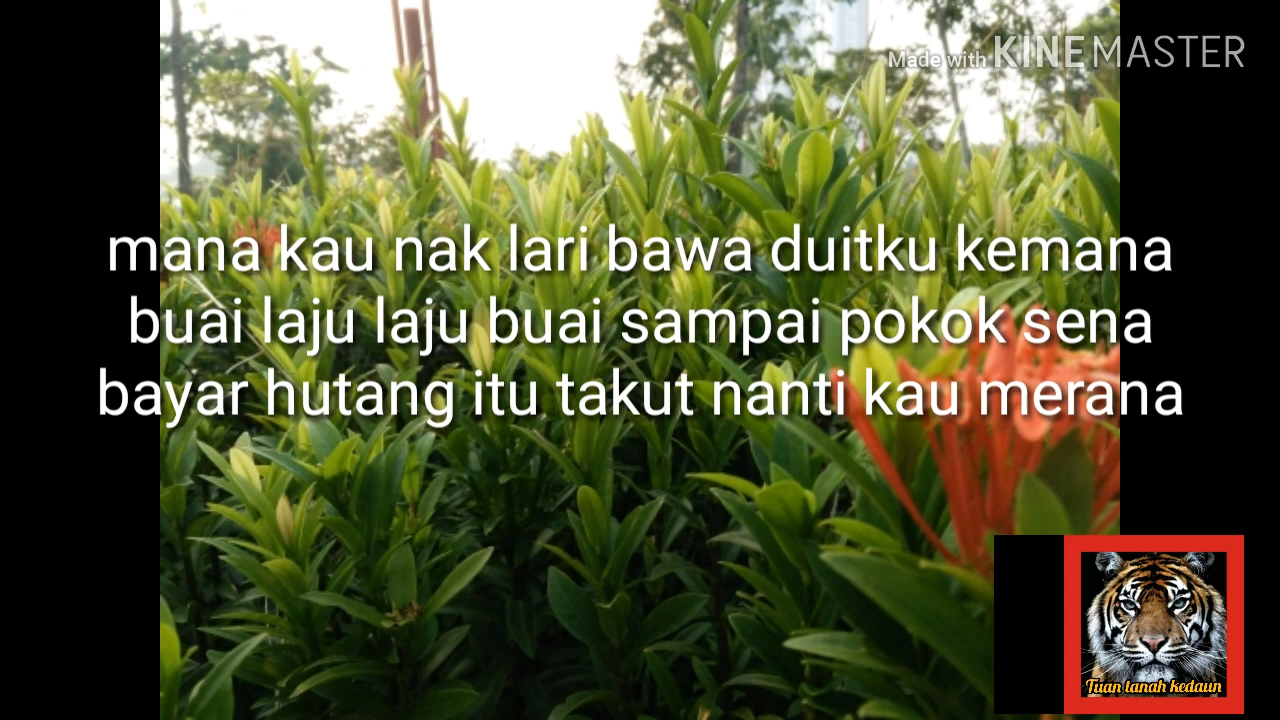 Made with KINEMASTER
mana kau nak lari bawa duitku kemana
buai laju laju buai sampai pokok sena
bayar hutang itu takut nanti kau merana
Tuan tanah kedaun